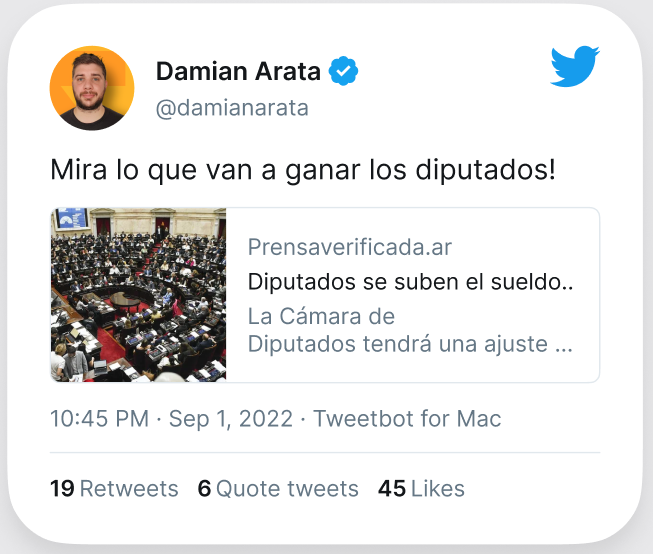 Damian Arata
@damianarata
Mira lo que van a ganar los diputados!
Prensaverificada.ar
Diputados se suben el sueldo..
La Cámara de
Diputados tendrá una ajuste ...
10:45 PM · Sep 1, 2022 · Tweetbot for Mac
19 Retweets 6 Quote tweets 45 Likes